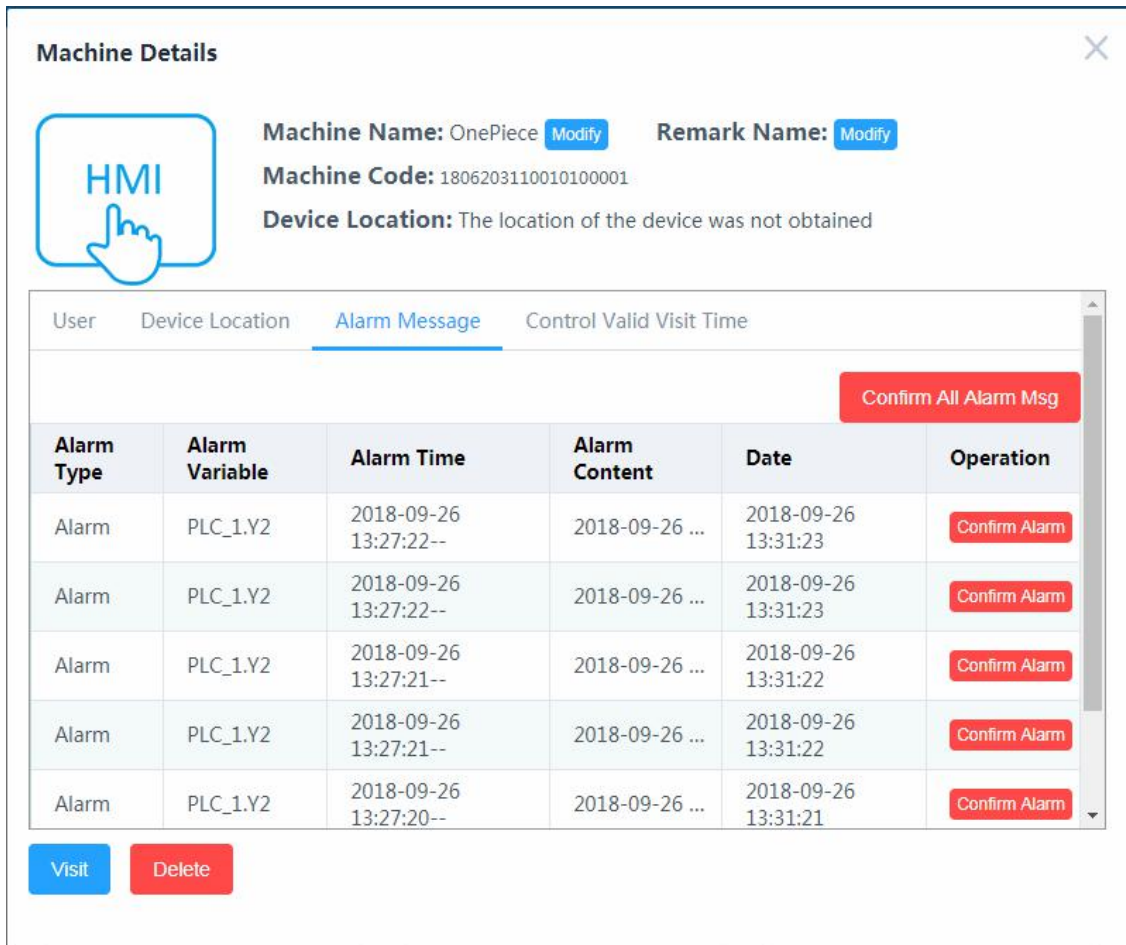 Machine Details
HMI
Machine Name: OnePiece Modify Remark Name: Modify
Machine Code: 1806203110010100001
Device Location: The location of the device was not obtained
User Device Location Alarm Message Control Valid Visit Time
Confirm All Alarm Msg
Alarm Type Alarm Variable Alarm Time Alarm Content Date Operation
Alarm PLC_1.Y2 2018-09-26 13:27:22-- 2018-09-26 ... 2018-09-26 13:31:23 Confirm Alarm
Alarm PLC_1.Y2 2018-09-26 13:27:22-- 2018-09-26 ... 2018-09-26 13:31:23 Confirm Alarm
Alarm PLC_1.Y2 2018-09-26 13:27:21-- 2018-09-26 ... 2018-09-26 13:31:22 Confirm Alarm
Alarm PLC_1.Y2 2018-09-26 13:27:21-- 2018-09-26 ... 2018-09-26 13:31:22 Confirm Alarm
Alarm PLC_1.Y2 2018-09-26 13:27:20-- 2018-09-26 ... 2018-09-26 13:31:21 Confirm Alarm
Visit Delete